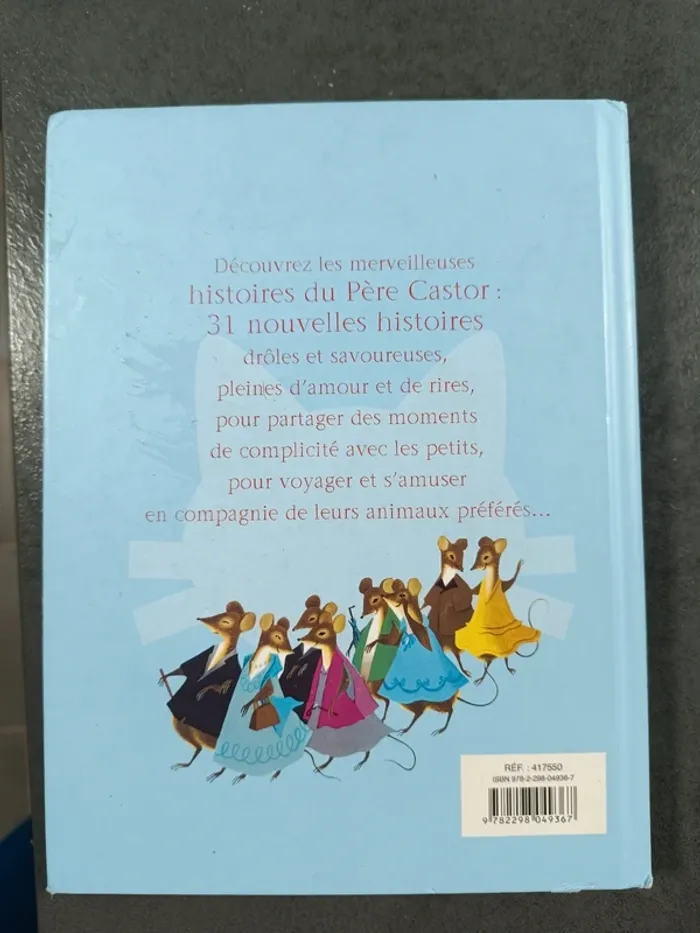 Découvrez les merveilleuses
histoires du Père Castor :
31 nouvelles histoires
drôles et savoureuses,
pleines d'amour et de rires,
pour partager des moments
de complicité avec les petits,
pour voyager et s'amuser
en compagnie de leurs animaux préférés...
RÉF. : 417550
ISBN 978-2-298-04936-7
9 782298 049367